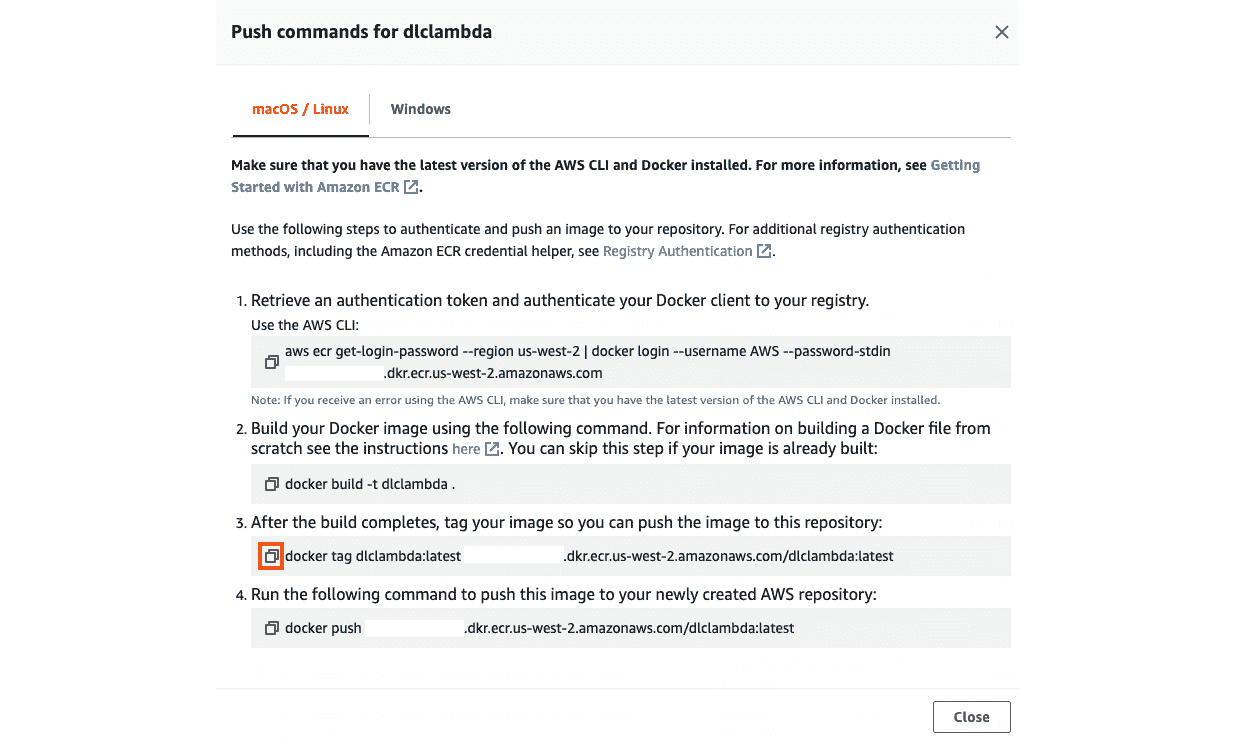 Push commands for dlclambda
macOS / Linux
Windows
Make sure that you have the latest version of the AWS CLI and Docker installed. For more information, see Getting
Started with Amazon ECR.
Use the following steps to authenticate and push an image to your repository. For additional registry authentication
methods, including the Amazon ECR credential helper, see Registry Authentication.
1. Retrieve an authentication token and authenticate your Docker client to your registry.
Use the AWS CLI:
aws ecr get-login-password --region us-west-2 | docker login --username AWS --password-stdin
.dkr.ecr.us-west-2.amazonaws.com
Note: If you receive an error using the AWS CLI, make sure that you have the latest version of the AWS CLI and Docker installed.
2. Build your Docker image using the following command. For information on building a Docker file from
scratch see the instructions here. You can skip this step if your image is already built:
docker build -t dlclambda .
3. After the build completes, tag your image so you can push the image to this repository:
docker tag dlclambda:latest .dkr.ecr.us-west-2.amazonaws.com/dlclambda:latest
4. Run the following command to push this image to your newly created AWS repository:
docker push .dkr.ecr.us-west-2.amazonaws.com/dlclambda:latest
Close